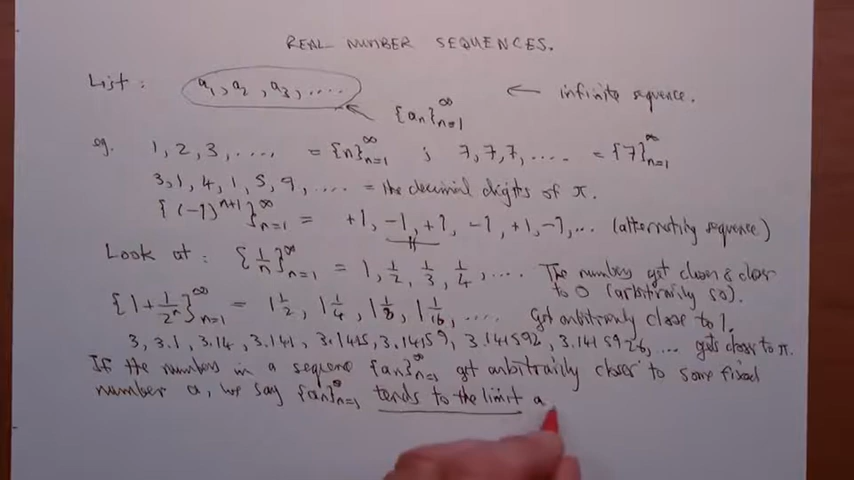 REAL NUMBER SEQUENCES.
List: a₁, a₂, a₃, .... ← infinite sequence.
{aₙ}ₙ₌₁^∞
eg. 1, 2, 3, .... = {n}ₙ₌₁^∞ ; 7, 7, 7, .... = {7}ₙ₌₁^∞
3, 1, 4, 1, 5, 9, .... = the decimal digits of π.
{(-1)ⁿ⁺¹}ₙ₌₁^∞ = +1, -1, +1, -1, +1, -1, ... (alternating sequence)
Look at: {1/n}ₙ₌₁^∞ = 1, 1/2, 1/3, 1/4, .... The numbers get closer & closer
to 0 (arbitrarily so).
{1 + 1/2ⁿ}ₙ₌₁^∞ = 1 1/2, 1 1/4, 1 1/8, 1 1/16, .... Get arbitrarily close to 1.
3, 3.1, 3.14, 3.141, 3.1415, 3.14159, 3.141592, 3.1415926, ... gets closer to π.
If the numbers in a sequence {aₙ}ₙ₌₁^∞ get arbitrarily closer to some fixed
number a, we say {aₙ}ₙ₌₁^∞ tends to the limit a